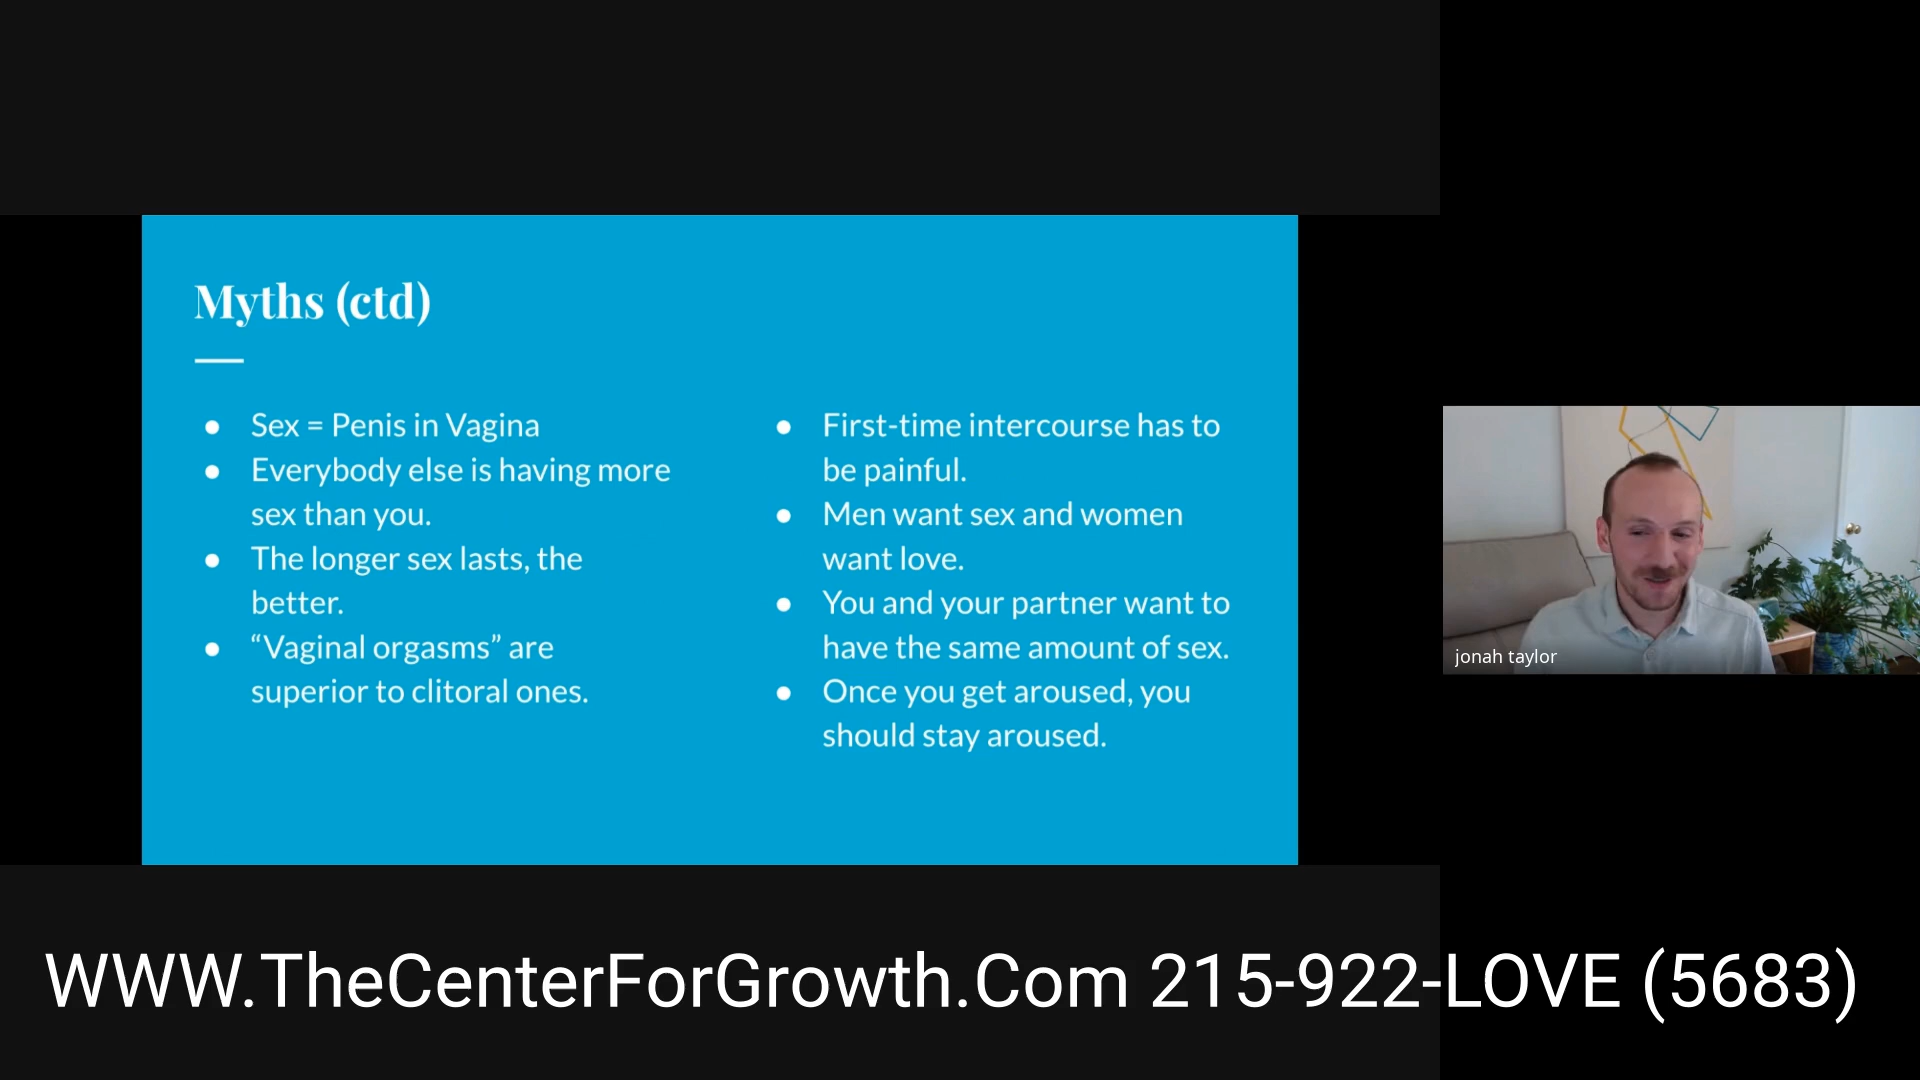 Myths (ctd)
● Sex = Penis in Vagina
● Everybody else is having more
sex than you.
● The longer sex lasts, the
better.
● “Vaginal orgasms” are
superior to clitoral ones.
● First-time intercourse has to
be painful.
● Men want sex and women
want love.
● You and your partner want to
have the same amount of sex.
● Once you get aroused, you
should stay aroused.
jonah taylor
WWW.TheCenterForGrowth.Com 215-922-LOVE (5683)